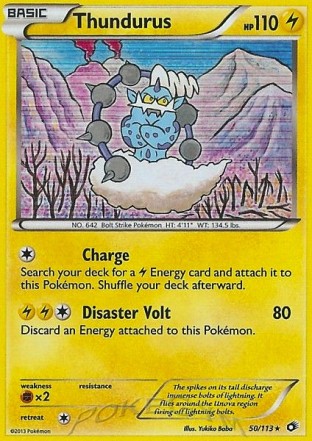 BASIC
Thundurus HP110
NO. 642 Bolt Strike Pokémon HT: 4'11" WT: 134.5 lbs.
Charge
Search your deck for a Energy card and attach it
to this Pokémon. Shuffle your deck afterward.
Disaster Volt 80
Discard an Energy attached to this Pokémon.
weakness resistance
×2
retreat
The spikes on its tail discharge
immense bolts of lightning. It
flies around the Unova region
firing off lightning bolts.
©2013 Pokémon Illus. Yukiko Baba 50/113★